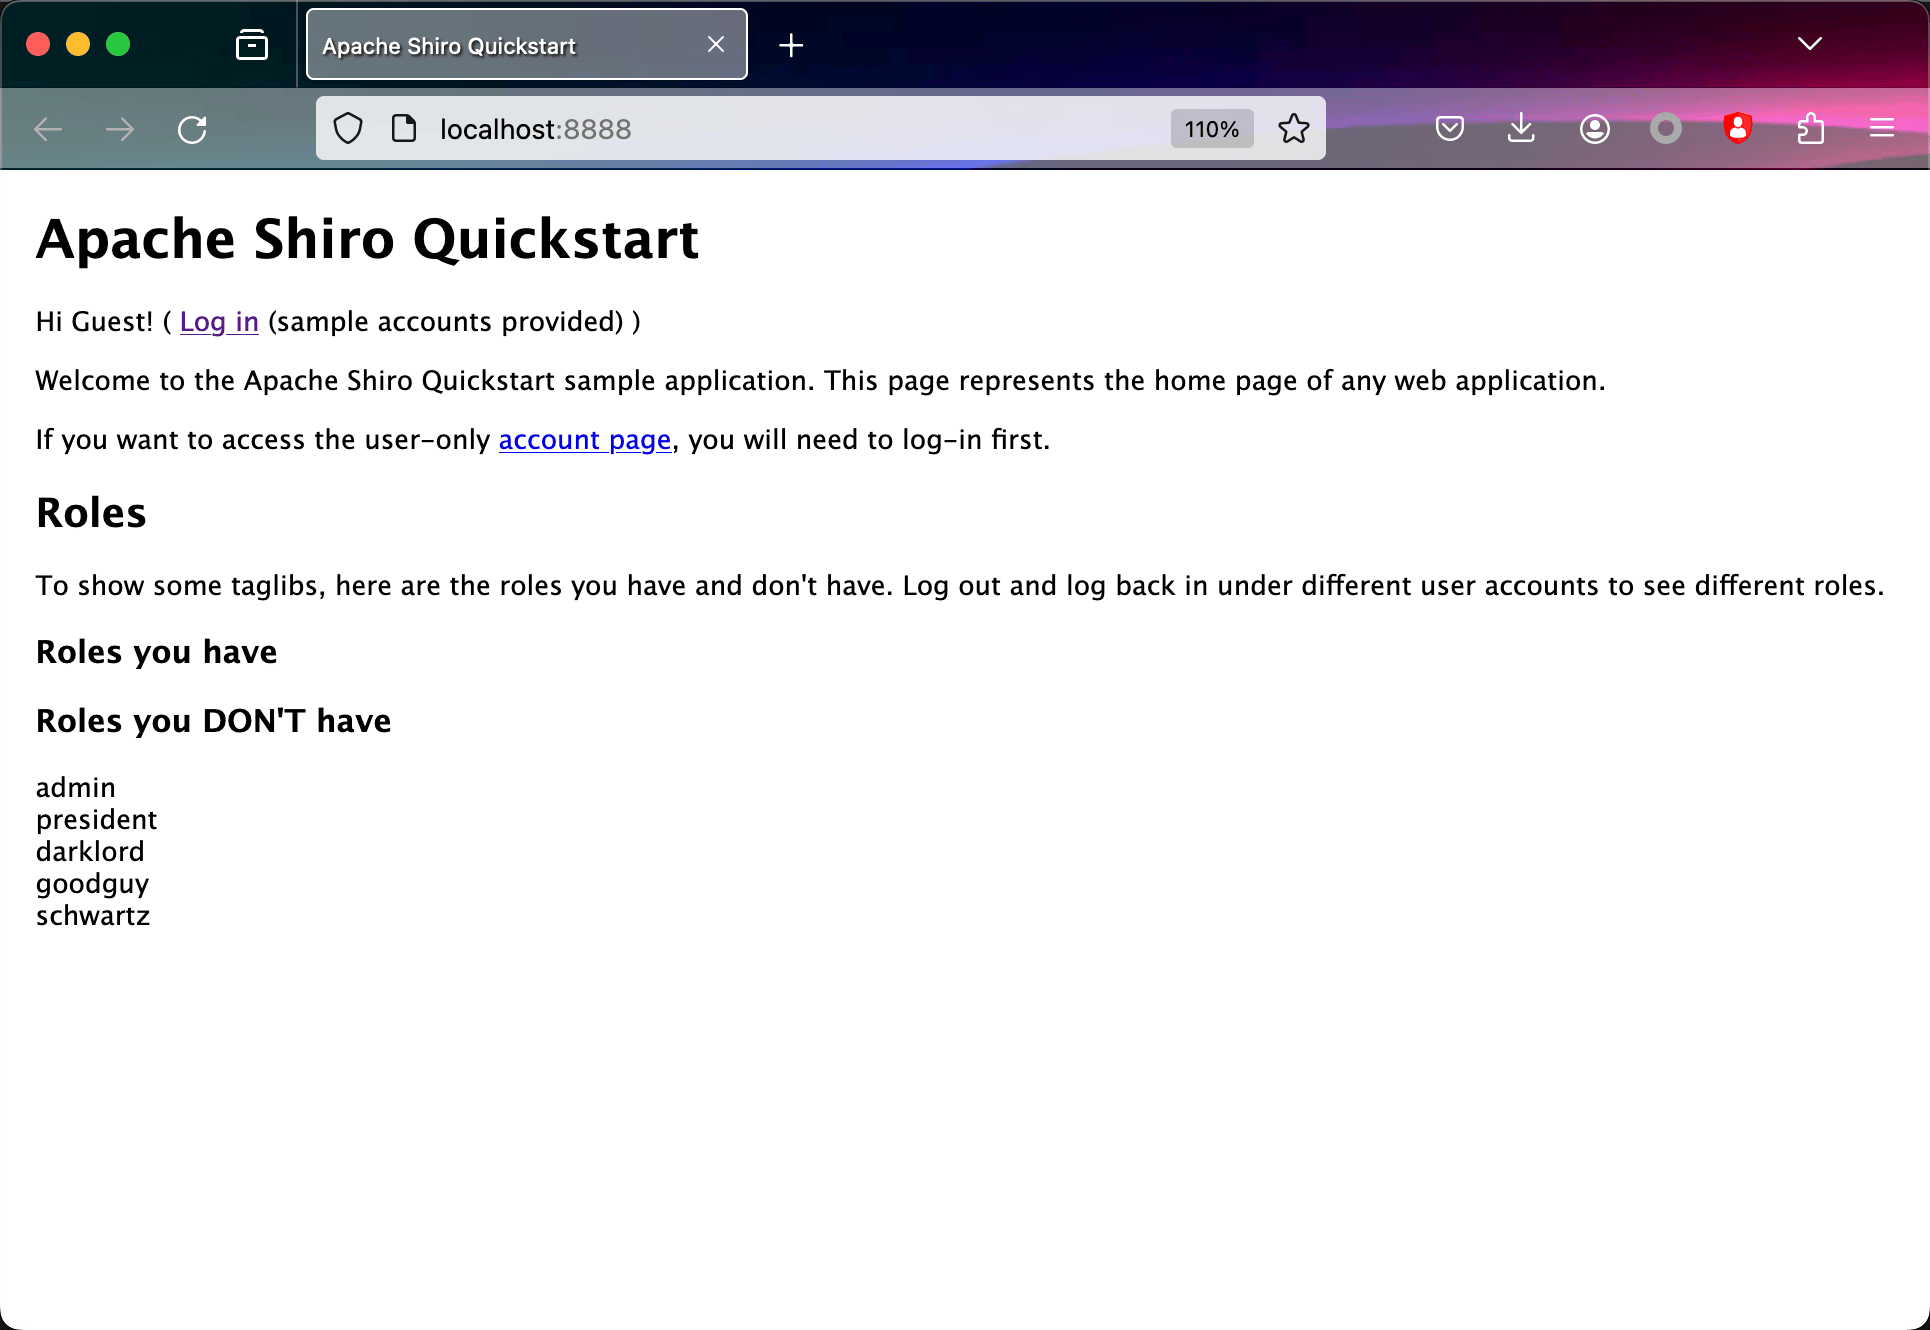 Apache Shiro Quickstart
localhost:8888
110%
Apache Shiro Quickstart
Hi Guest! ( Log in (sample accounts provided) )
Welcome to the Apache Shiro Quickstart sample application. This page represents the home page of any web application.
If you want to access the user-only account page, you will need to log-in first.
Roles
To show some taglibs, here are the roles you have and don't have. Log out and log back in under different user accounts to see different roles.
Roles you have
Roles you DON'T have
admin
president
darklord
goodguy
schwartz